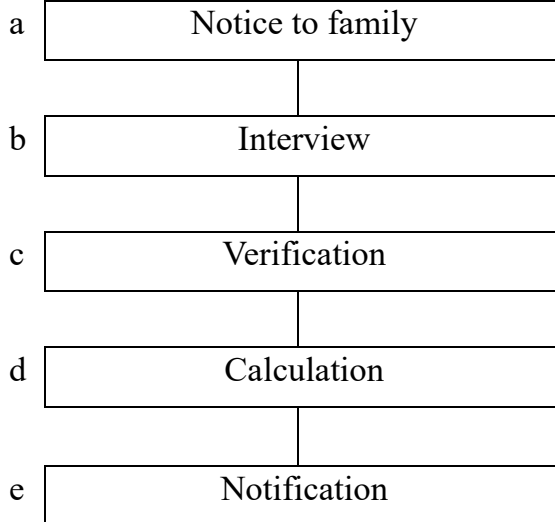 a Notice to family
b Interview
c Verification
d Calculation
e Notification